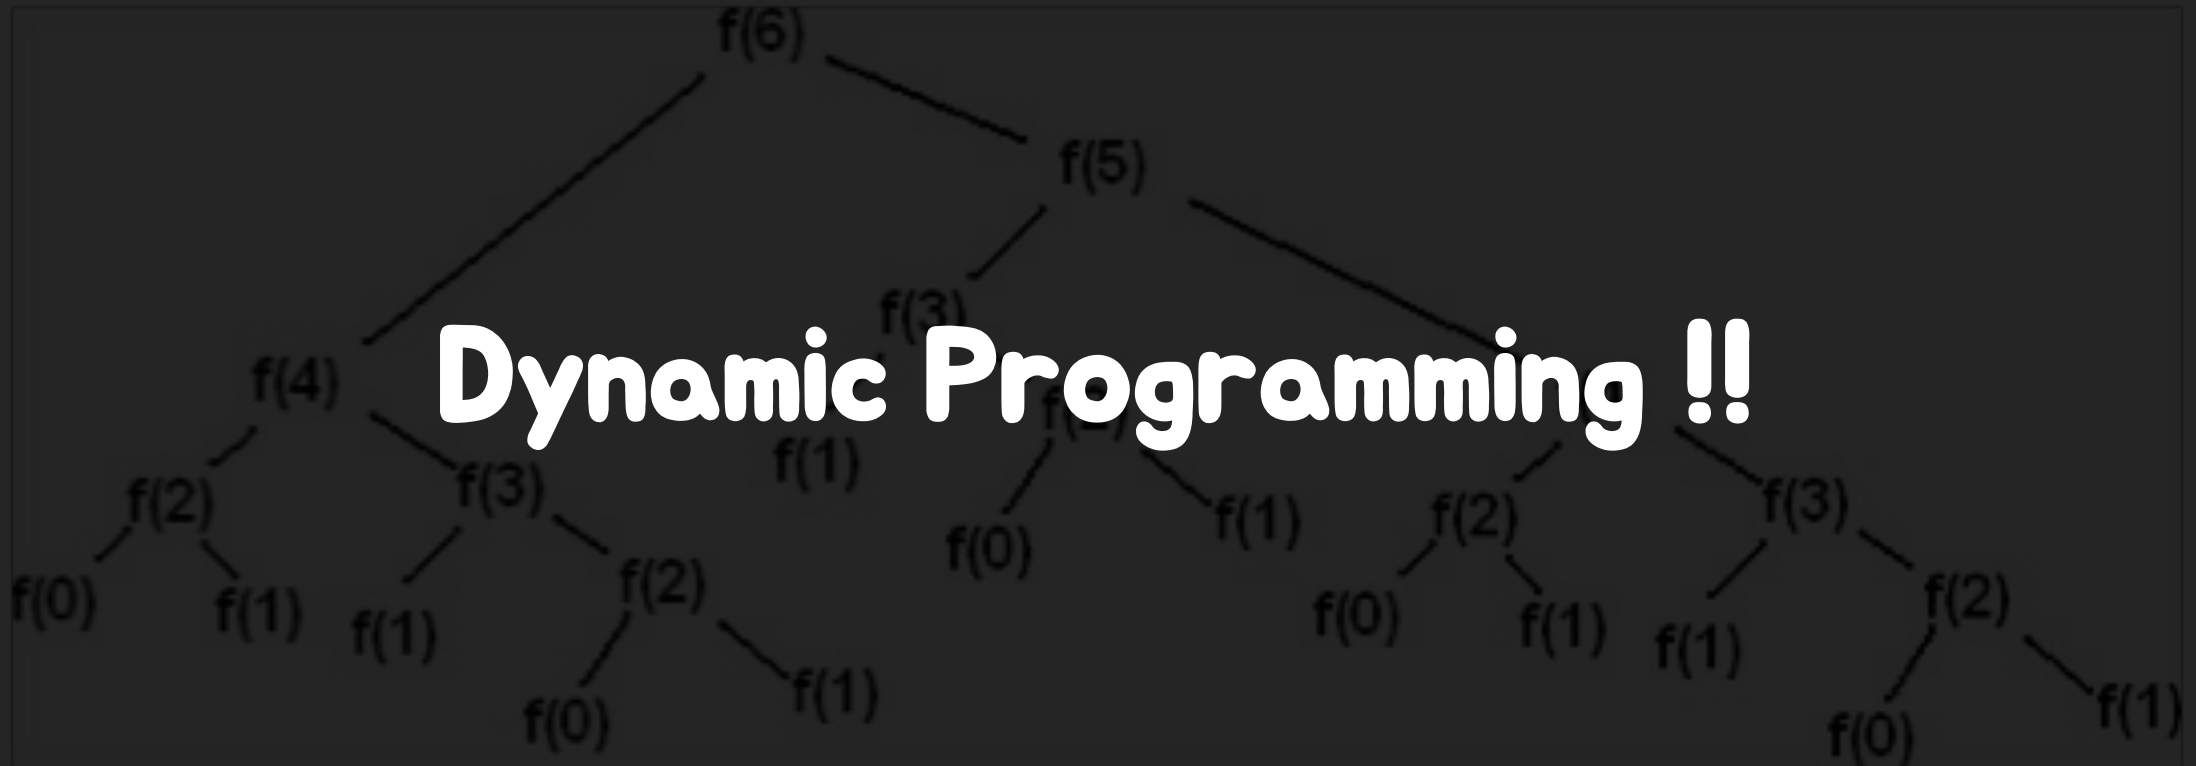 f(6)
f(5)
f(3)
Dynamic Programming !!
f(4)
f(1)
f(2)
f(3)
f(2)
f(3)
f(0)
f(1)
f(0)
f(1)
f(1)
f(2)
f(0)
f(1)
f(1)
f(2)
f(0)
f(1)
f(0)
f(1)